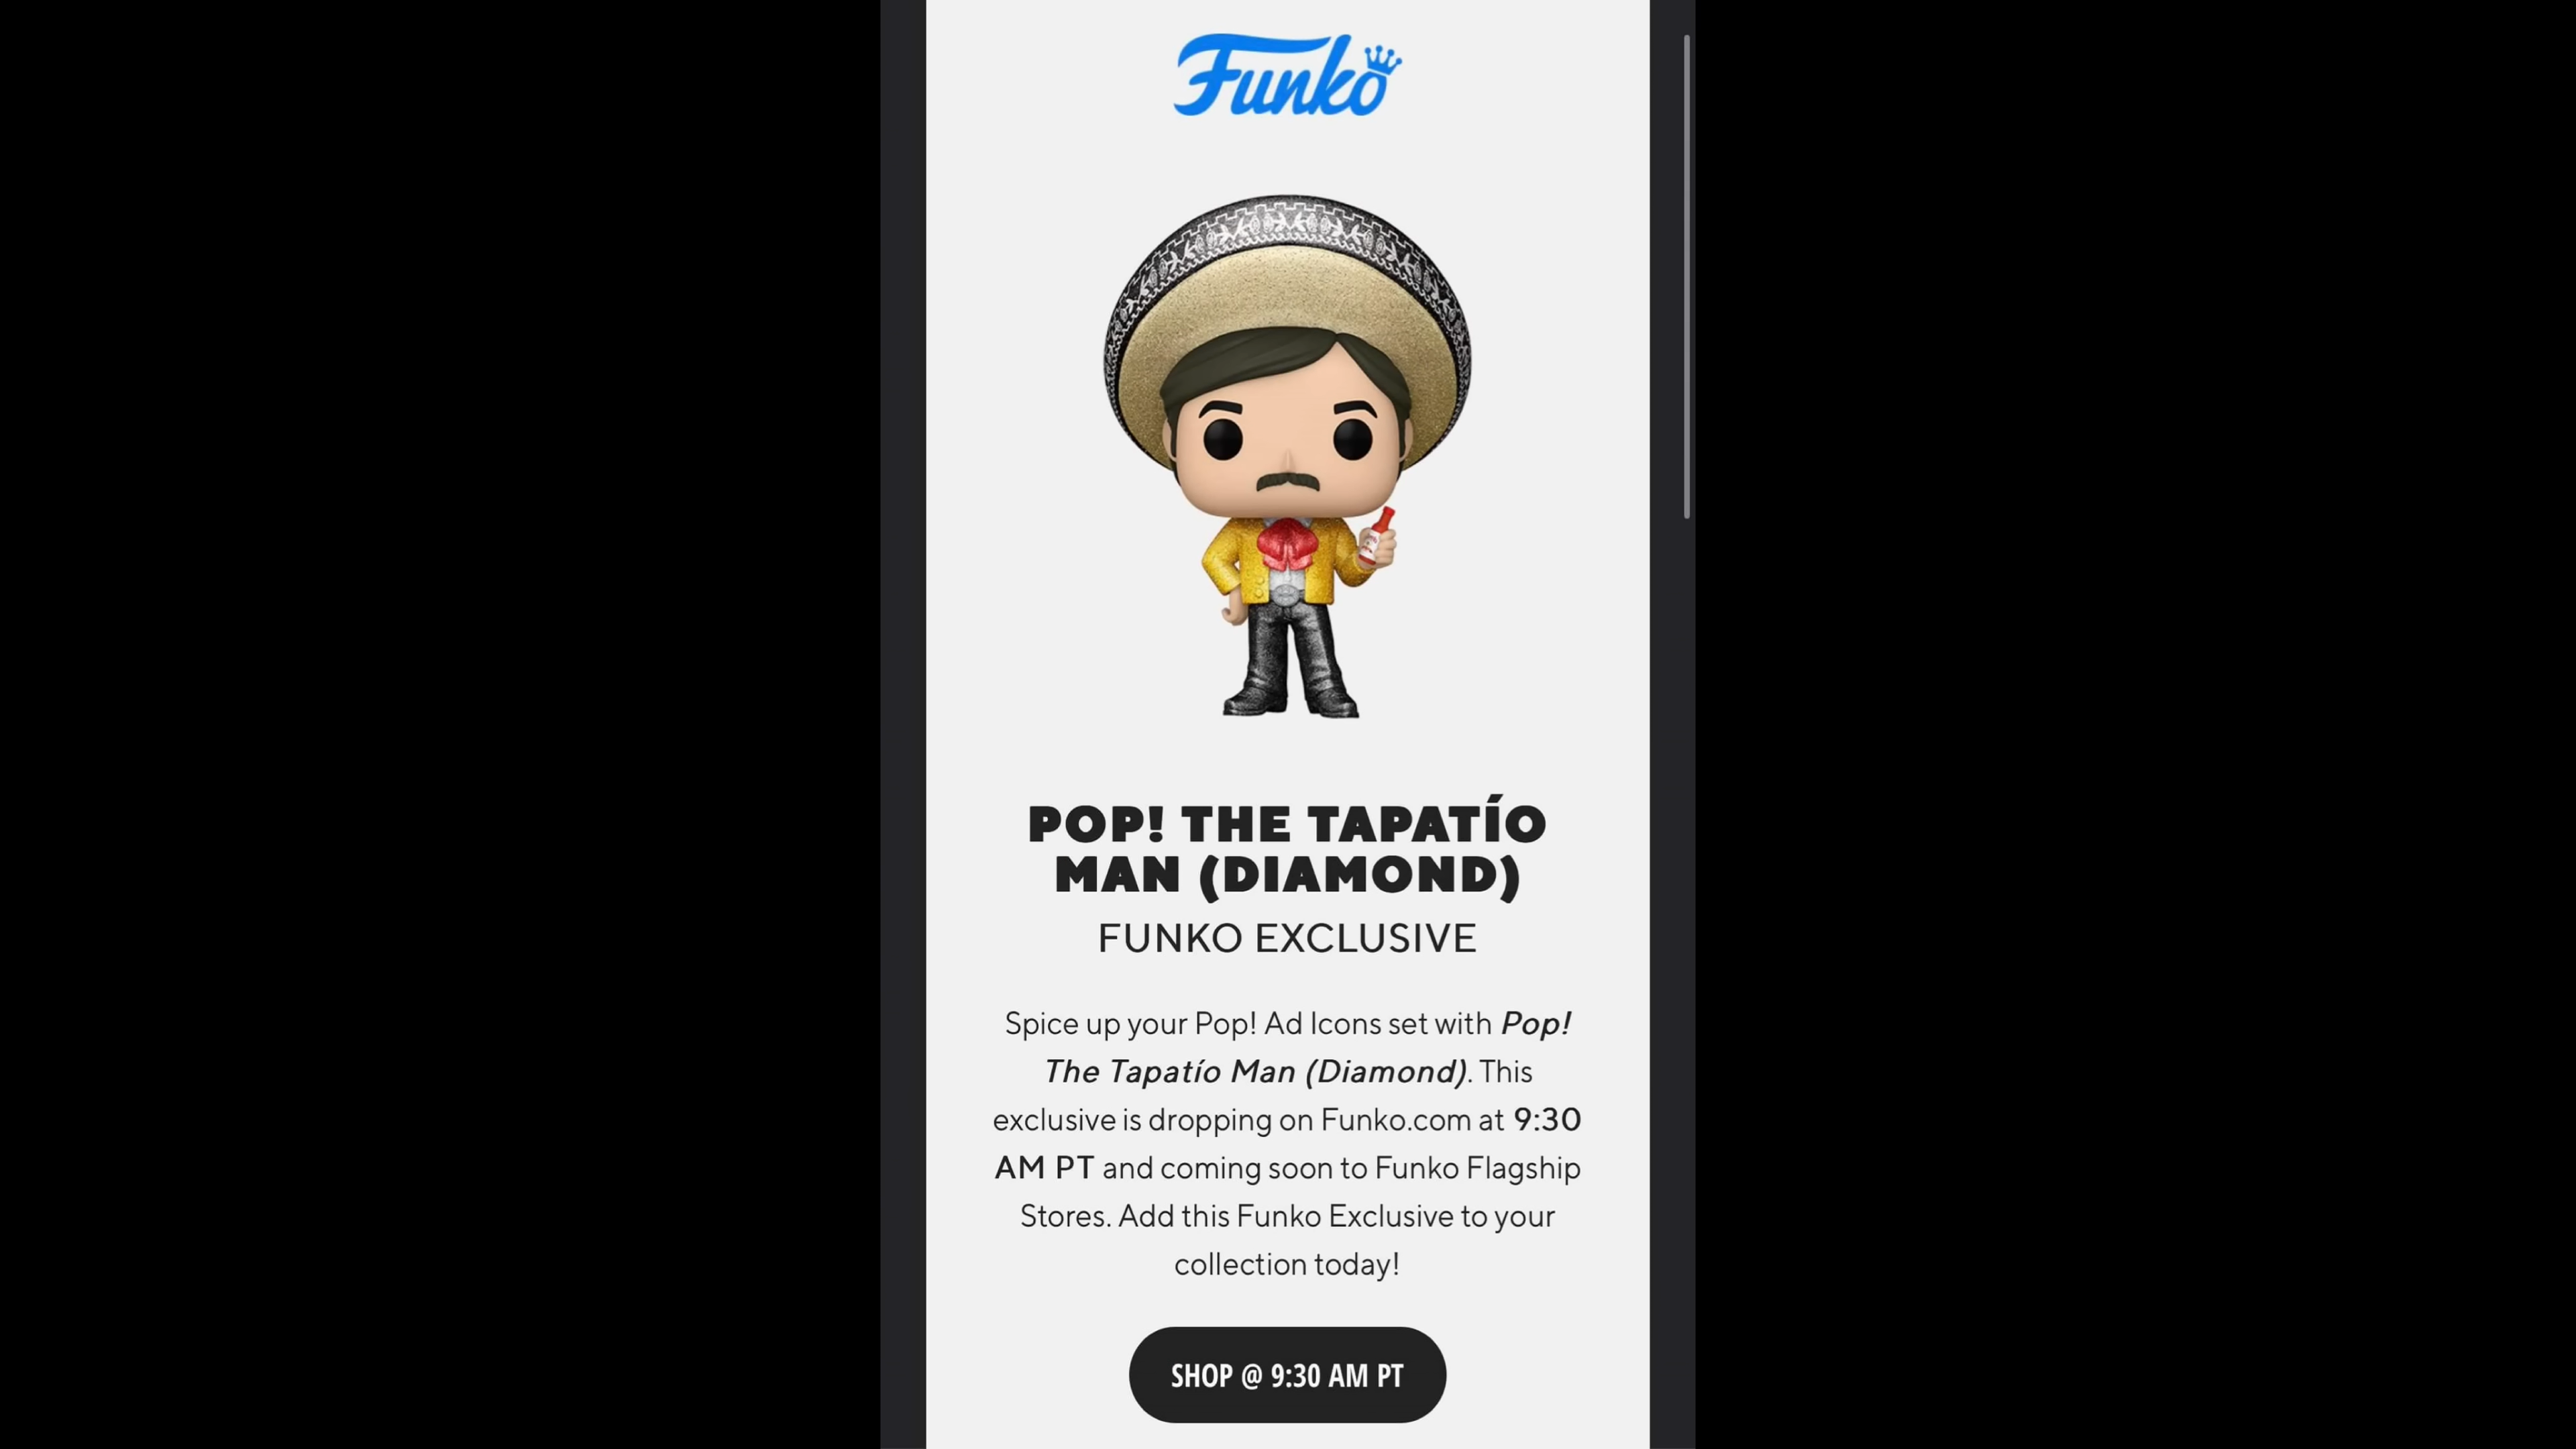 Funko
POP! THE TAPATÍO
MAN (DIAMOND)
FUNKO EXCLUSIVE
Spice up your Pop! Ad Icons set with Pop!
The Tapatío Man (Diamond). This
exclusive is dropping on Funko.com at 9:30
AM PT and coming soon to Funko Flagship
Stores. Add this Funko Exclusive to your
collection today!
SHOP @ 9:30 AM PT